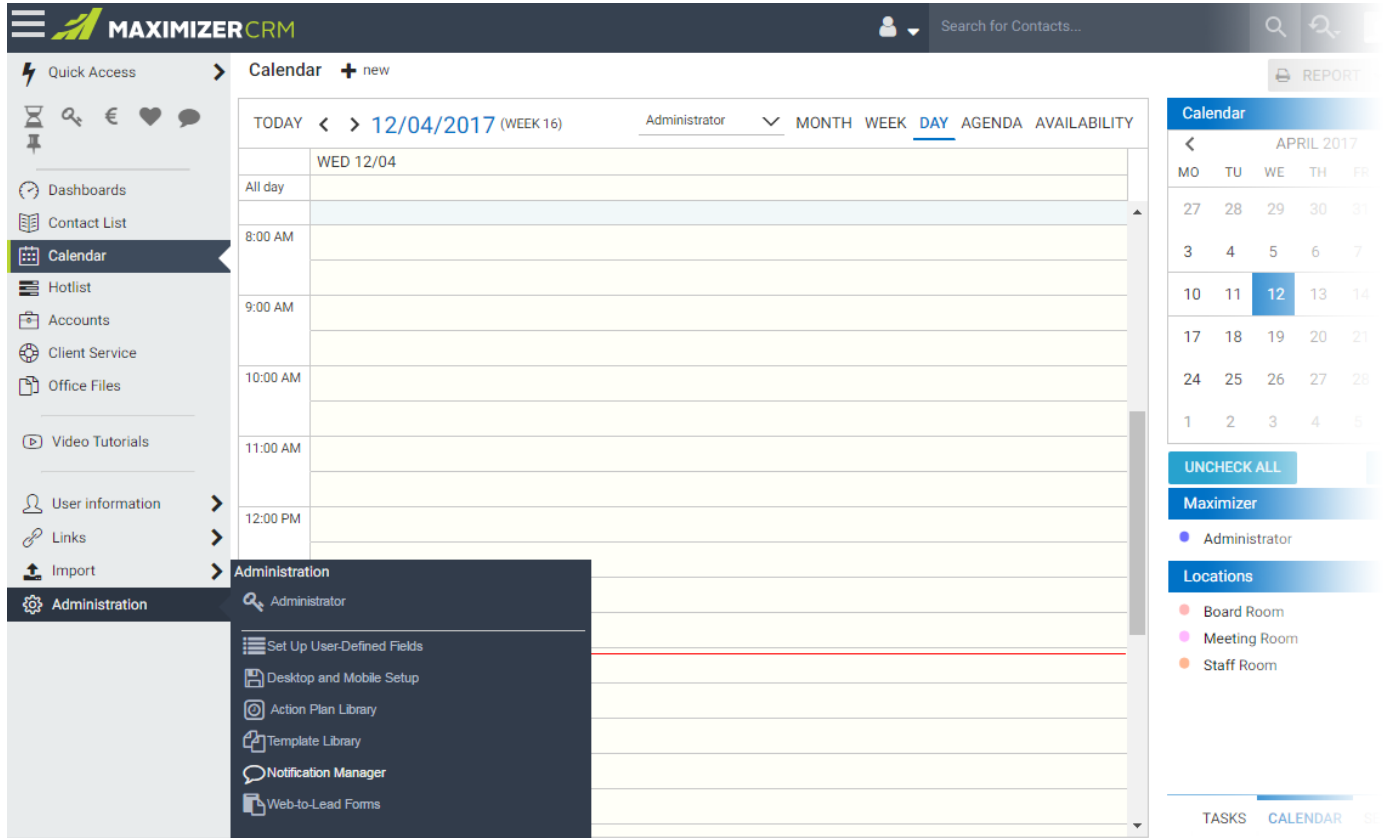 MAXIMIZERCRM
Search for Contacts...
Quick Access
Dashboards
Contact List
Calendar
Hotlist
Accounts
Client Service
Office Files
Video Tutorials
User information
Links
Import
Administration
Calendar + new
TODAY 12/04/2017 (WEEK 16) Administrator MONTH WEEK DAY AGENDA AVAILABILITY
WED 12/04
All day
8:00 AM
9:00 AM
10:00 AM
11:00 AM
12:00 PM
Administration
Administrator
Set Up User-Defined Fields
Desktop and Mobile Setup
Action Plan Library
Template Library
Notification Manager
Web-to-Lead Forms
REPORT
Calendar
APRIL 2017
MO TU WE TH FR
27 28 29 30 31
3 4 5 6 7
10 11 12 13 14
17 18 19 20 21
24 25 26 27 28
1 2 3 4 5
UNCHECK ALL
Maximizer
Administrator
Locations
Board Room
Meeting Room
Staff Room
TASKS CALENDAR